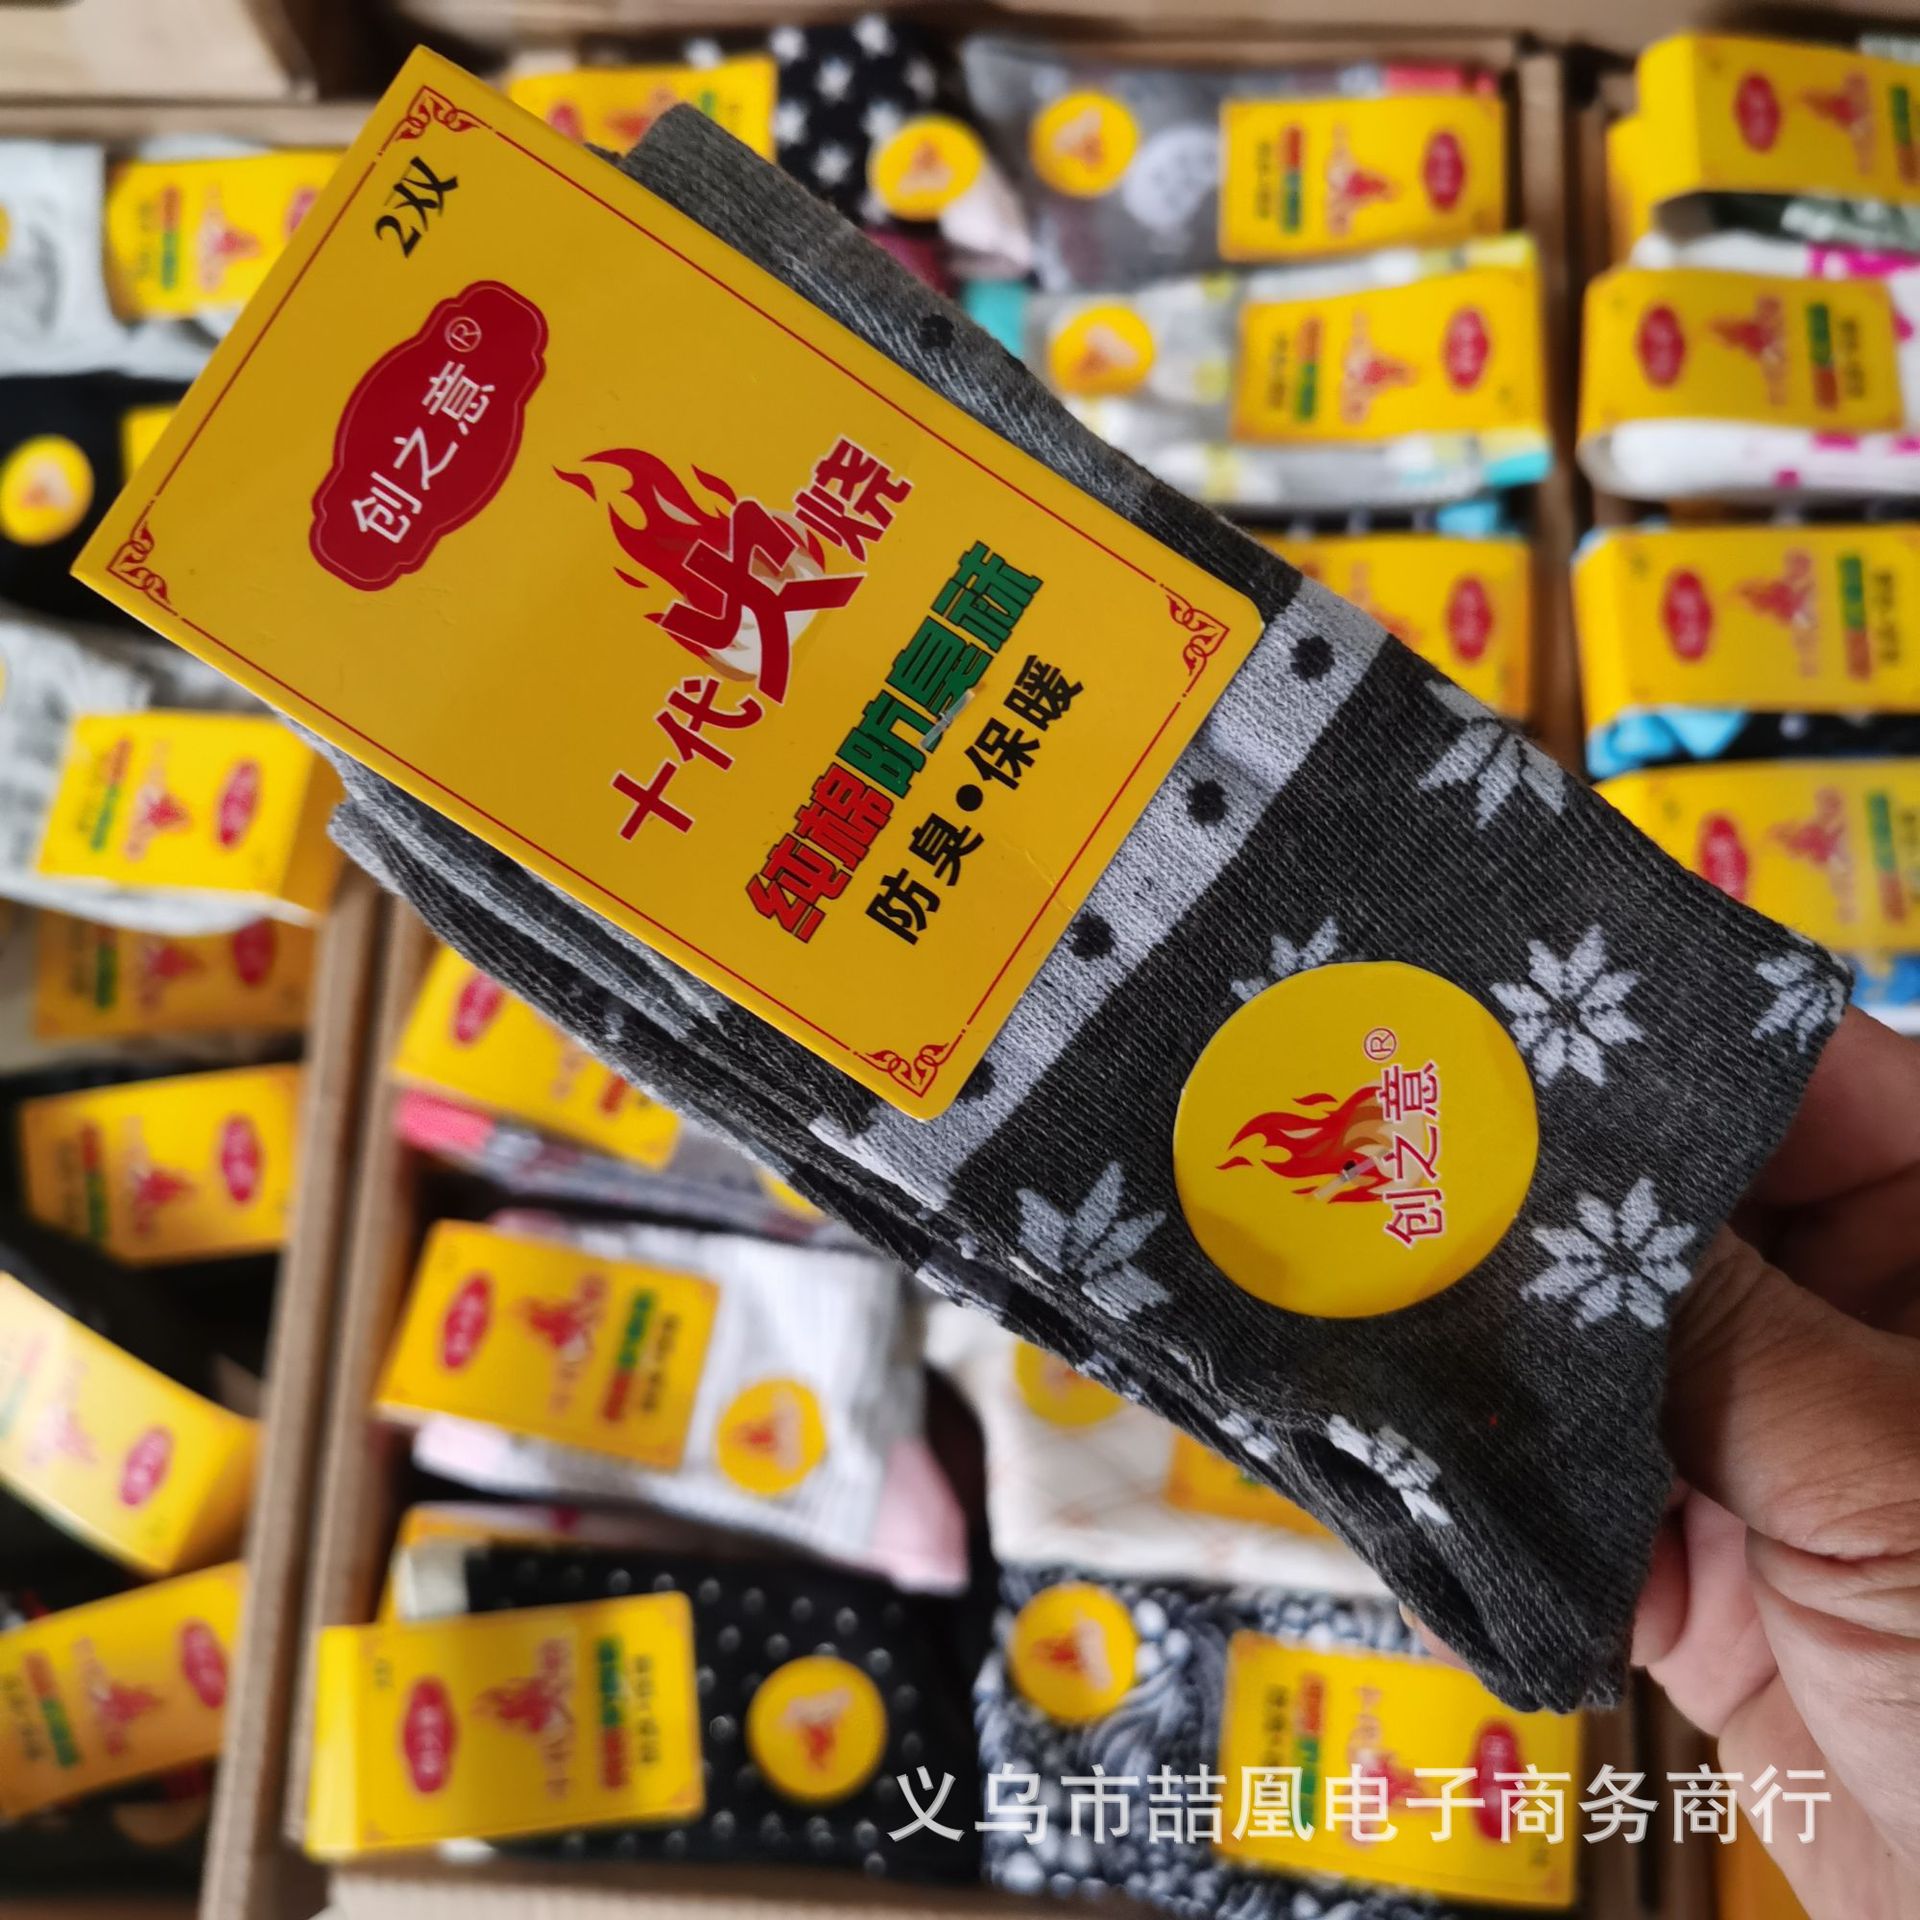 2双
创之意®
十代火烧
纯棉防臭袜
防臭•保暖
创之意®
义乌市喆凰电子商务商行